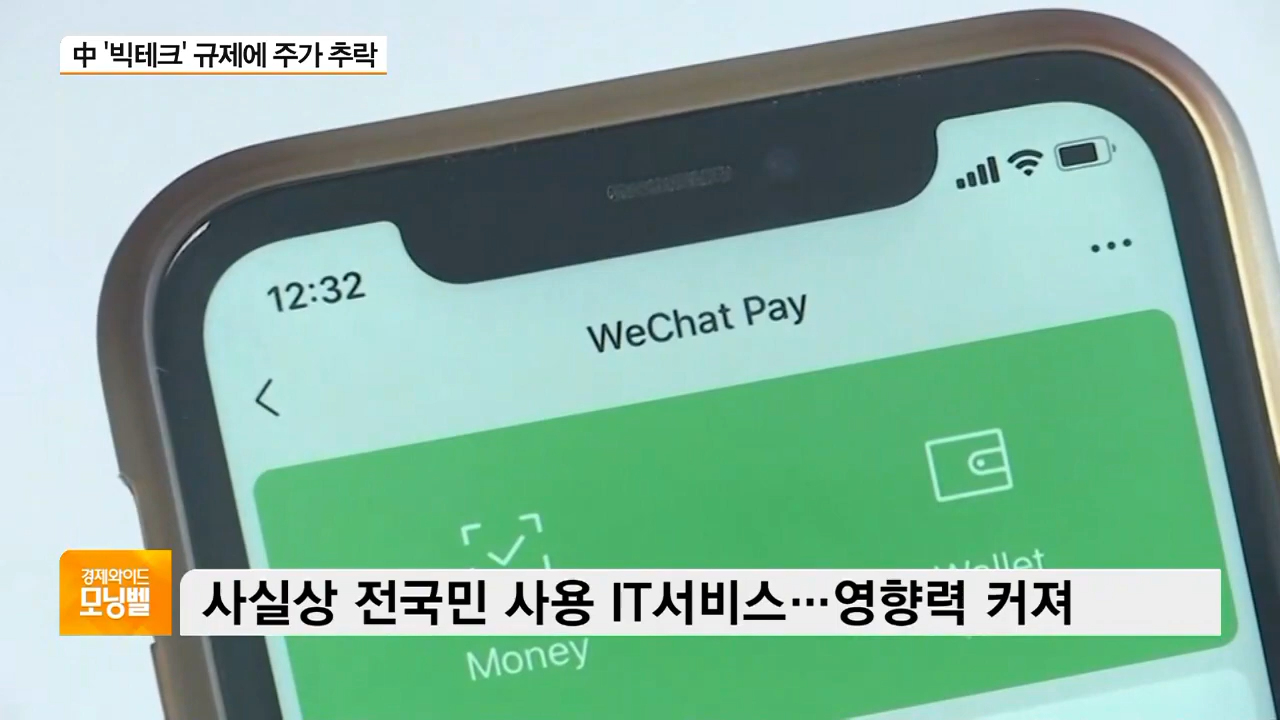 中 '빅테크' 규제에 주가 추락
12:32
WeChat Pay
Wallet
Money
경제와이드
모닝벨
사실상 전국민 사용 IT서비스…영향력 커져